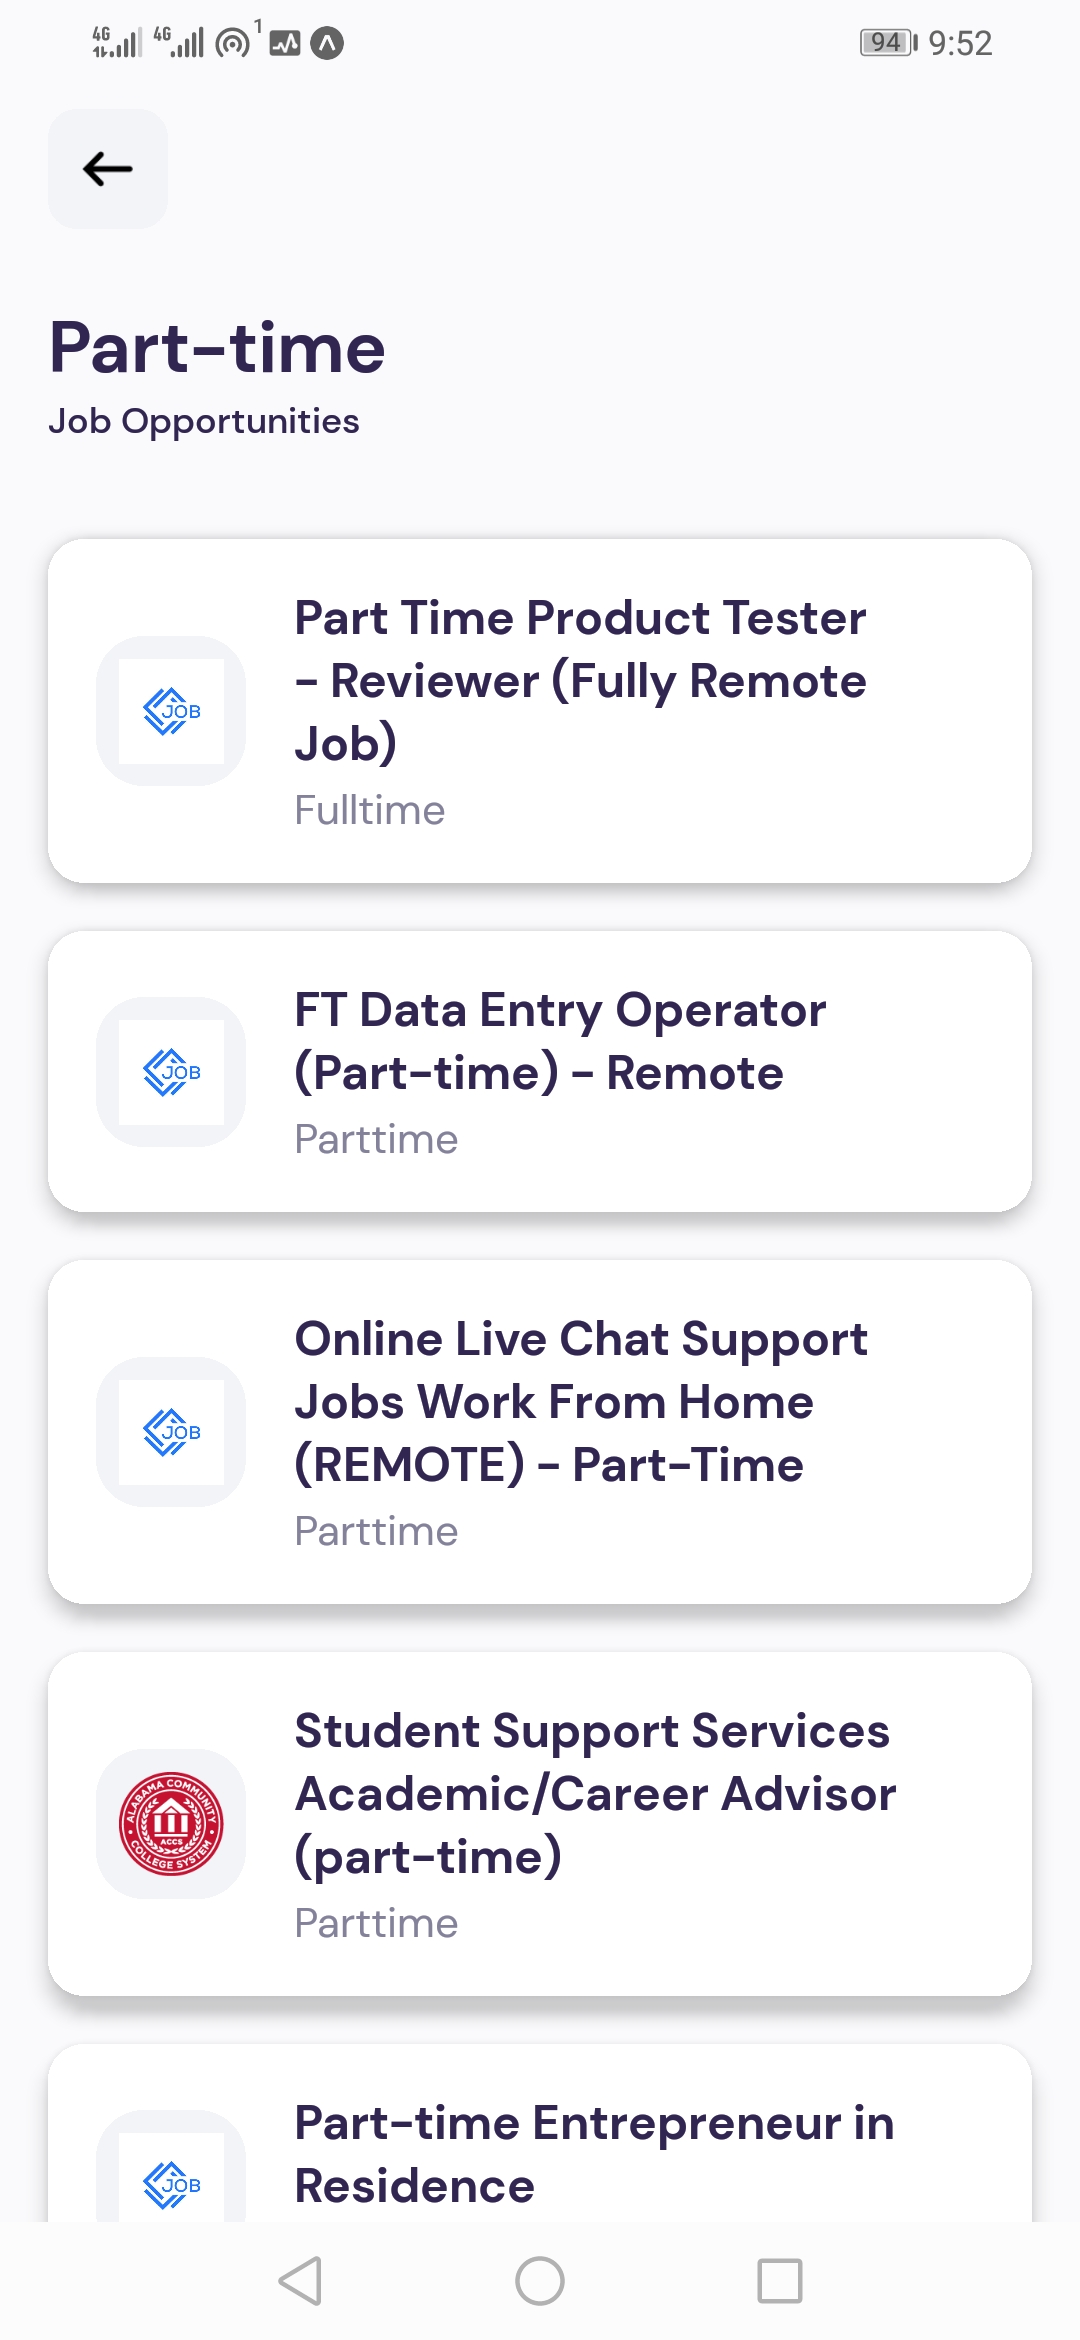 4G 4G 1 94 9:52
Part-time
Job Opportunities
Part Time Product Tester
- Reviewer (Fully Remote
Job)
Fulltime
JOB
FT Data Entry Operator
(Part-time) - Remote
Parttime
JOB
Online Live Chat Support
Jobs Work From Home
(REMOTE) - Part-Time
Parttime
JOB
Student Support Services
Academic/Career Advisor
(part-time)
Parttime
ALABAMA COMMUNITY
ACCS
COLLEGE SYSTEM
Part-time Entrepreneur in
Residence
JOB